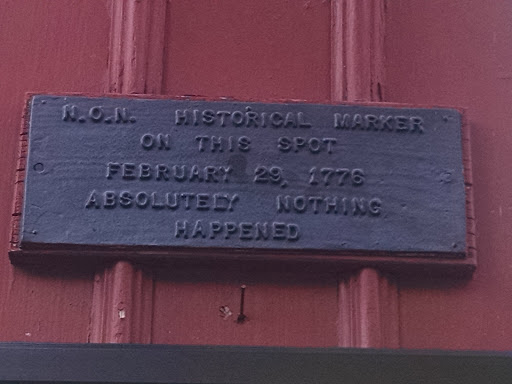 N.O.N. HISTORICAL MARKER
ON THIS SPOT
FEBRUARY 29, 1776
ABSOLUTELY NOTHING
HAPPENED